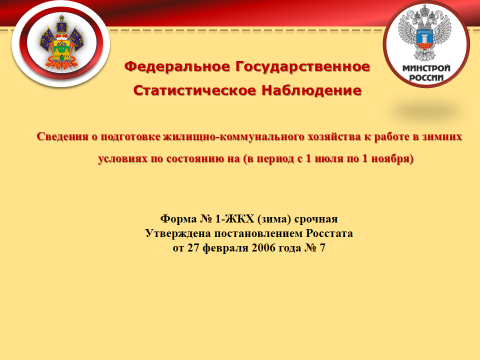 МИНСТРОЙ
РОССИИ
Федеральное Государственное
Статистическое Наблюдение
Сведения о подготовке жилищно-коммунального хозяйства к работе в зимних
условиях по состоянию на (в период с 1 июля по 1 ноября)
Форма № 1-ЖКХ (зима) срочная
Утверждена постановлением Росстата
от 27 февраля 2006 года № 7